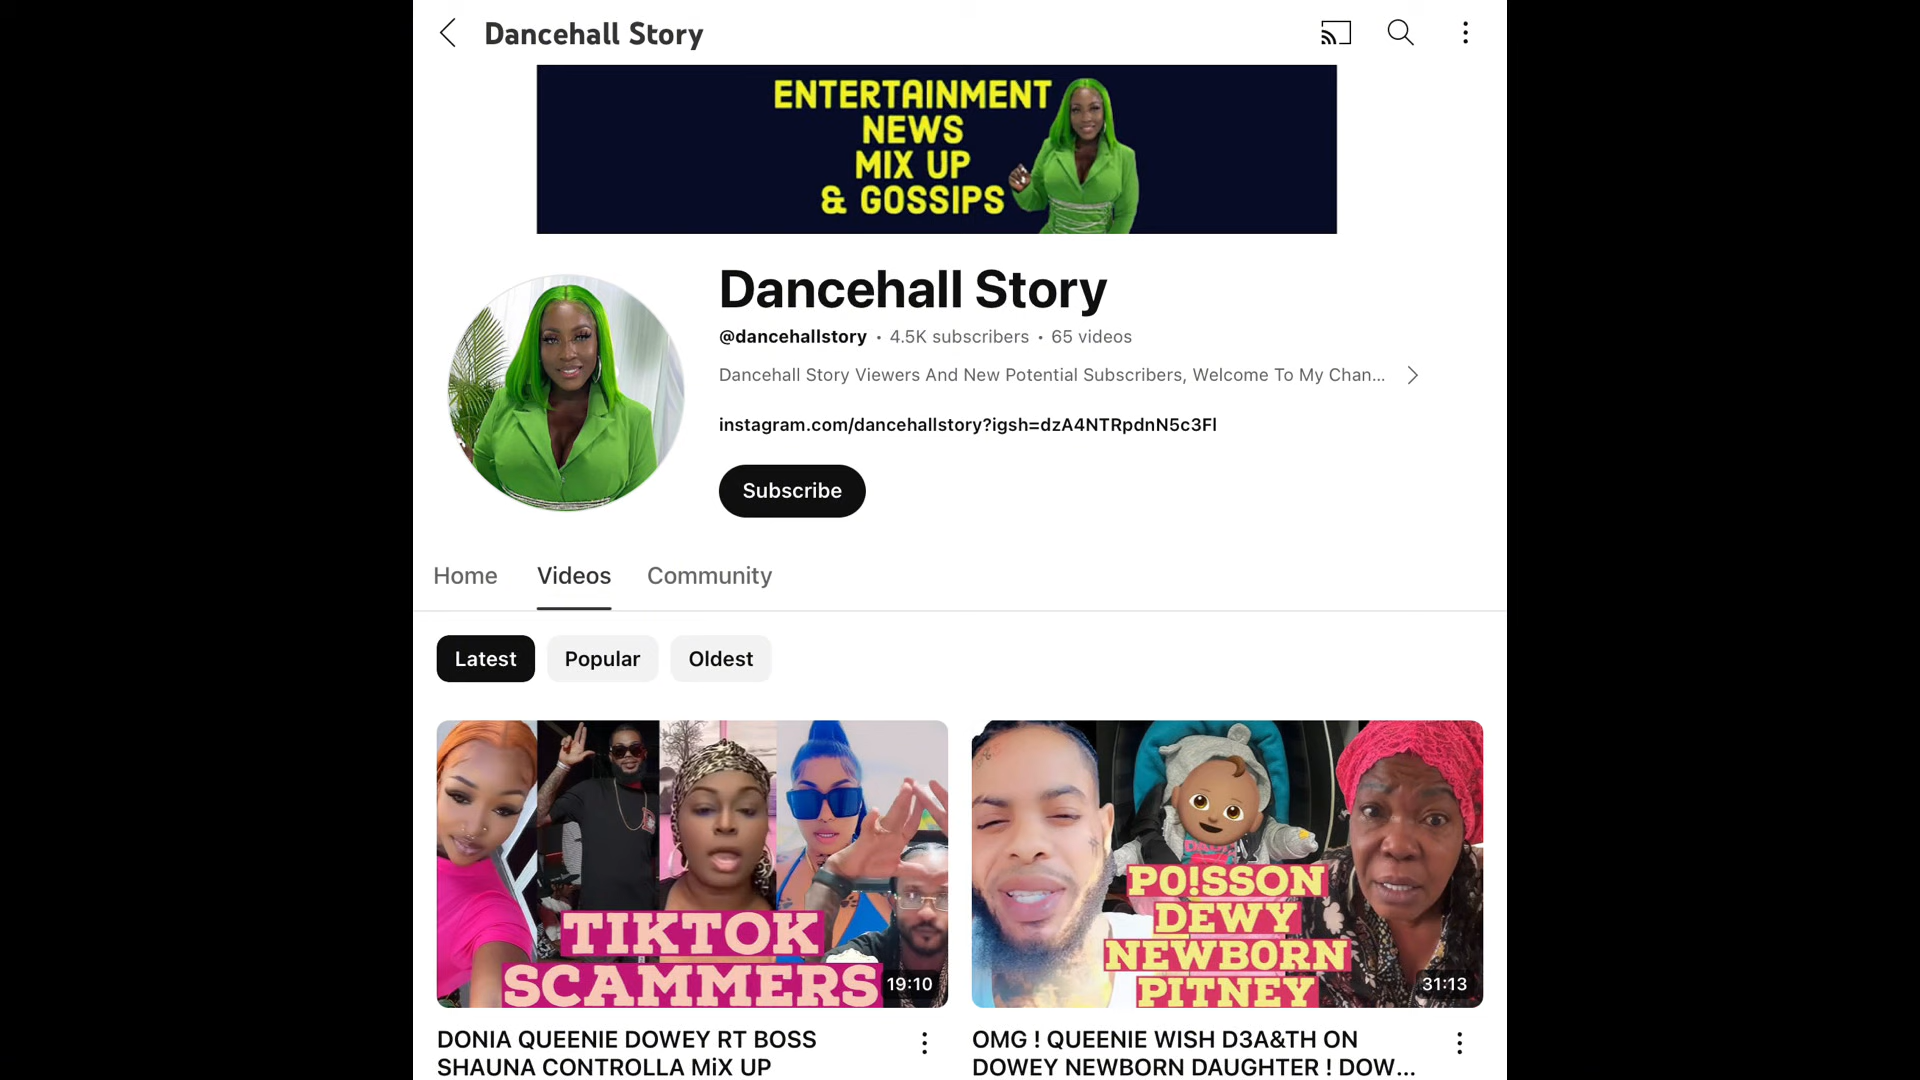 Dancehall Story
ENTERTAINMENT
NEWS
MIX UP
& GOSSIPS
Dancehall Story
@dancehallstory • 4.5K subscribers • 65 videos
Dancehall Story Viewers And New Potential Subscribers, Welcome To My Chan...
instagram.com/dancehallstory?igsh=dzA4NTRpdnN5c3Fl
Subscribe
Home Videos Community
Latest Popular Oldest
TIKTOK
SCAMMERS
19:10
PO!SSON
DEWY
NEWBORN
PITNEY
31:13
DONIA QUEENIE DOWEY RT BOSS
SHAUNA CONTROLLA MiX UP
OMG ! QUEENIE WISH D3A&TH ON
DOWEY NEWBORN DAUGHTER ! DOW...